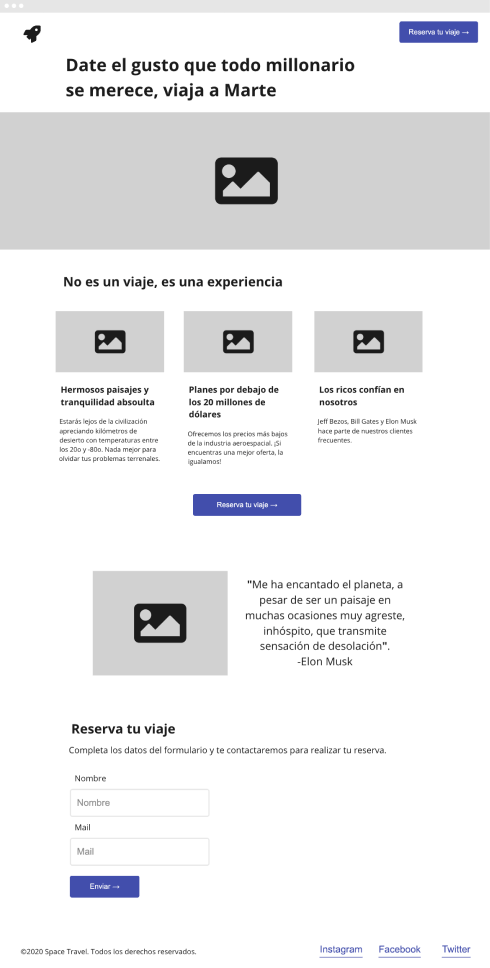 Reserva tu viaje →
Date el gusto que todo millonario
se merece, viaja a Marte
No es un viaje, es una experiencia
Hermosos paisajes y
tranquilidad absoulta
Estarás lejos de la civilización
apreciando kilómetros de
desierto con temperaturas entre
los 20o y -80o. Nada mejor para
olvidar tus problemas terrenales.
Planes por debajo de
los 20 millones de
dólares
Ofrecemos los precios más bajos
de la industria aeroespacial. ¡Si
encuentras una mejor oferta, la
igualamos!
Los ricos confían en
nosotros
Jeff Bezos, Bill Gates y Elon Musk
hace parte de nuestros clientes
frecuentes.
Reserva tu viaje →
"Me ha encantado el planeta, a
pesar de ser un paisaje en
muchas ocasiones muy agreste,
inhóspito, que transmite
sensación de desolación".
-Elon Musk
Reserva tu viaje
Completa los datos del formulario y te contactaremos para realizar tu reserva.
Nombre
Nombre
Mail
Mail
Enviar →
©2020 Space Travel. Todos los derechos reservados.
Instagram Facebook Twitter